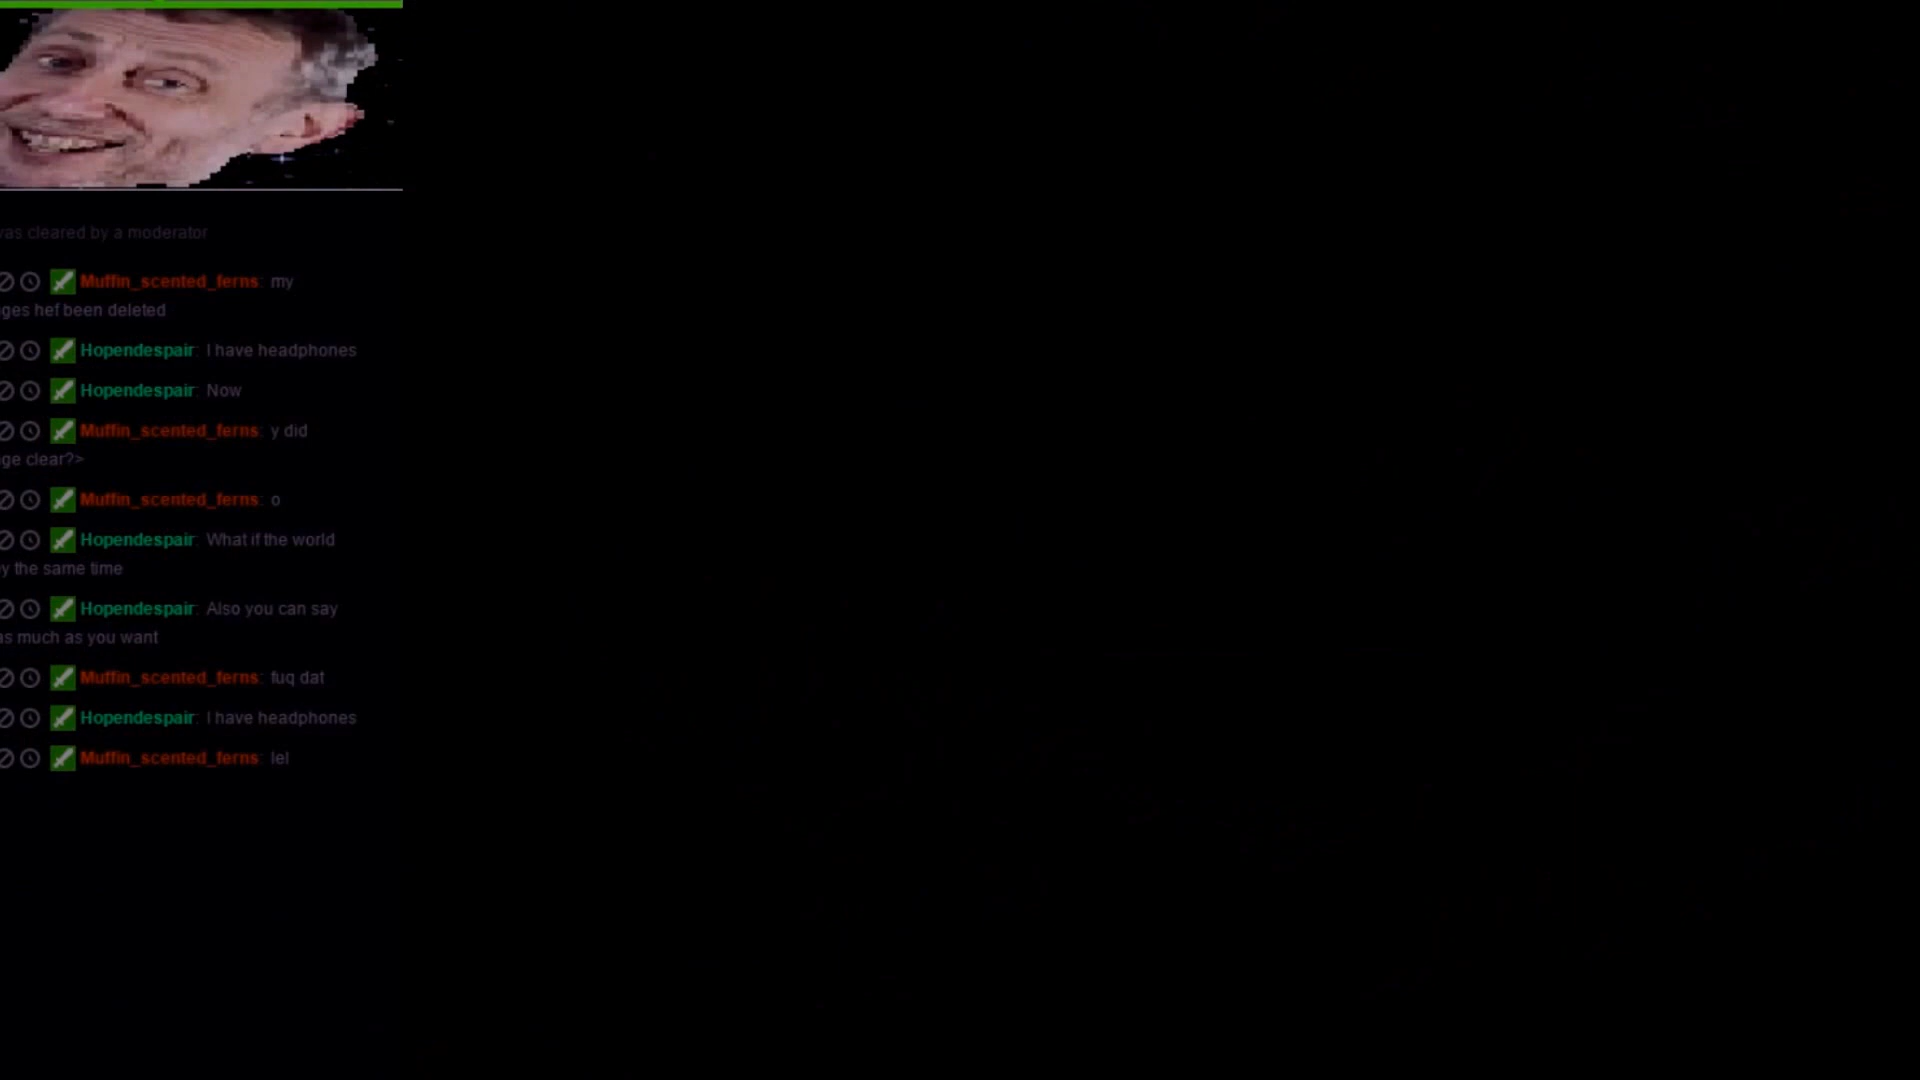 was cleared by a moderator
Muffin_scented_ferns: my
ges hef been deleted
Hopendespair: I have headphones
Hopendespair: Now
Muffin_scented_ferns: y did
ge clear?>
Muffin_scented_ferns: o
Hopendespair: What if the world
y the same time
Hopendespair: Also you can say
as much as you want
Muffin_scented_ferns: fuq dat
Hopendespair: I have headphones
Muffin_scented_ferns: lel